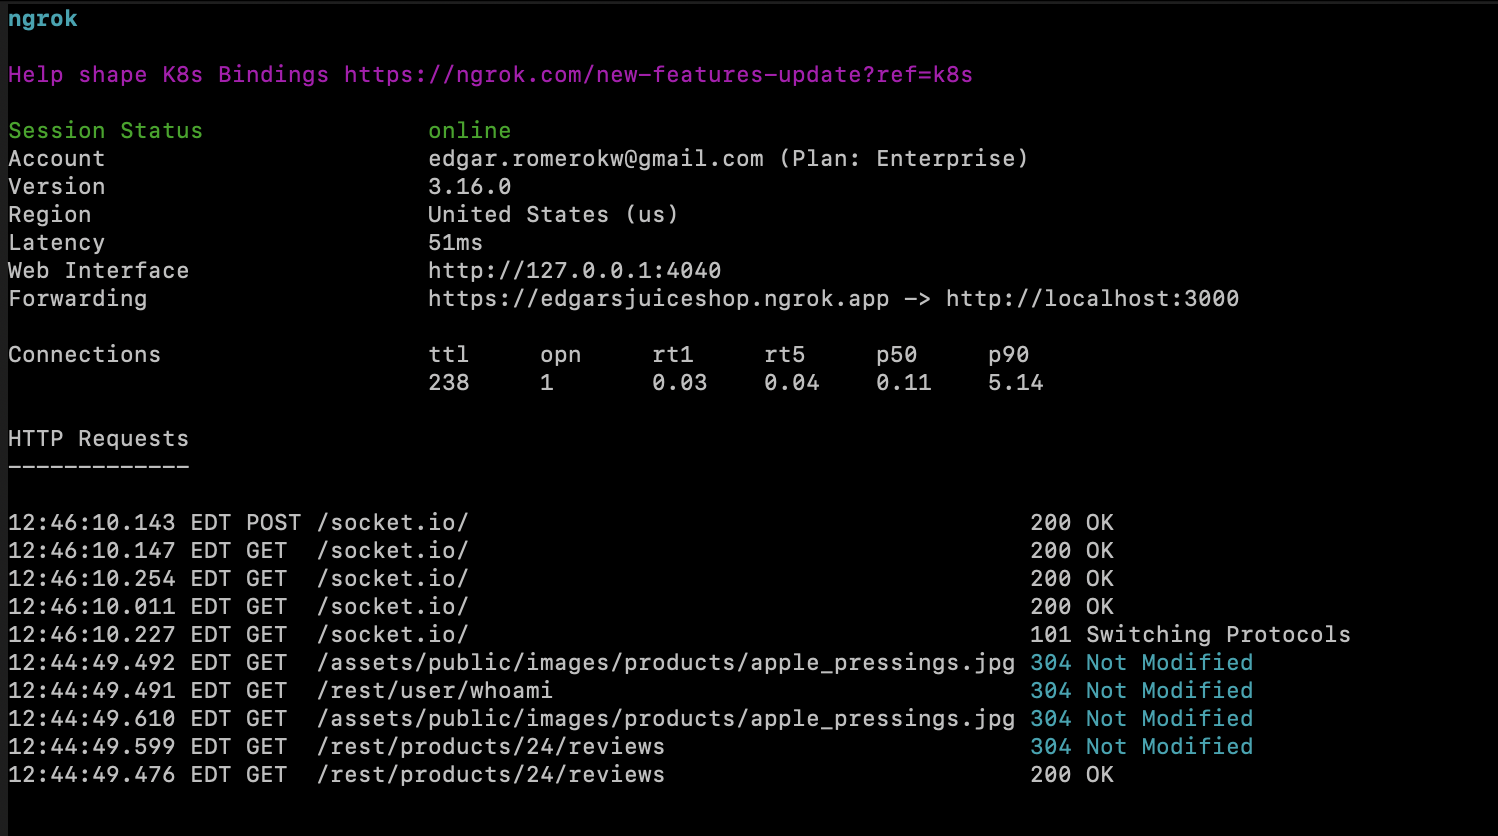 ngrok
Help shape K8s Bindings https://ngrok.com/new-features-update?ref=k8s
Session Status online
Account edgar.romerokw@gmail.com (Plan: Enterprise)
Version 3.16.0
Region United States (us)
Latency 51ms
Web Interface http://127.0.0.1:4040
Forwarding https://edgarsjuiceshop.ngrok.app -> http://localhost:3000
Connections ttl opn rt1 rt5 p50 p90
238 1 0.03 0.04 0.11 5.14
HTTP Requests
-------------
12:46:10.143 EDT POST /socket.io/ 200 OK
12:46:10.147 EDT GET /socket.io/ 200 OK
12:46:10.254 EDT GET /socket.io/ 200 OK
12:46:10.011 EDT GET /socket.io/ 200 OK
12:46:10.227 EDT GET /socket.io/ 101 Switching Protocols
12:44:49.492 EDT GET /assets/public/images/products/apple_pressings.jpg 304 Not Modified
12:44:49.491 EDT GET /rest/user/whoami 304 Not Modified
12:44:49.610 EDT GET /assets/public/images/products/apple_pressings.jpg 304 Not Modified
12:44:49.599 EDT GET /rest/products/24/reviews 304 Not Modified
12:44:49.476 EDT GET /rest/products/24/reviews 200 OK